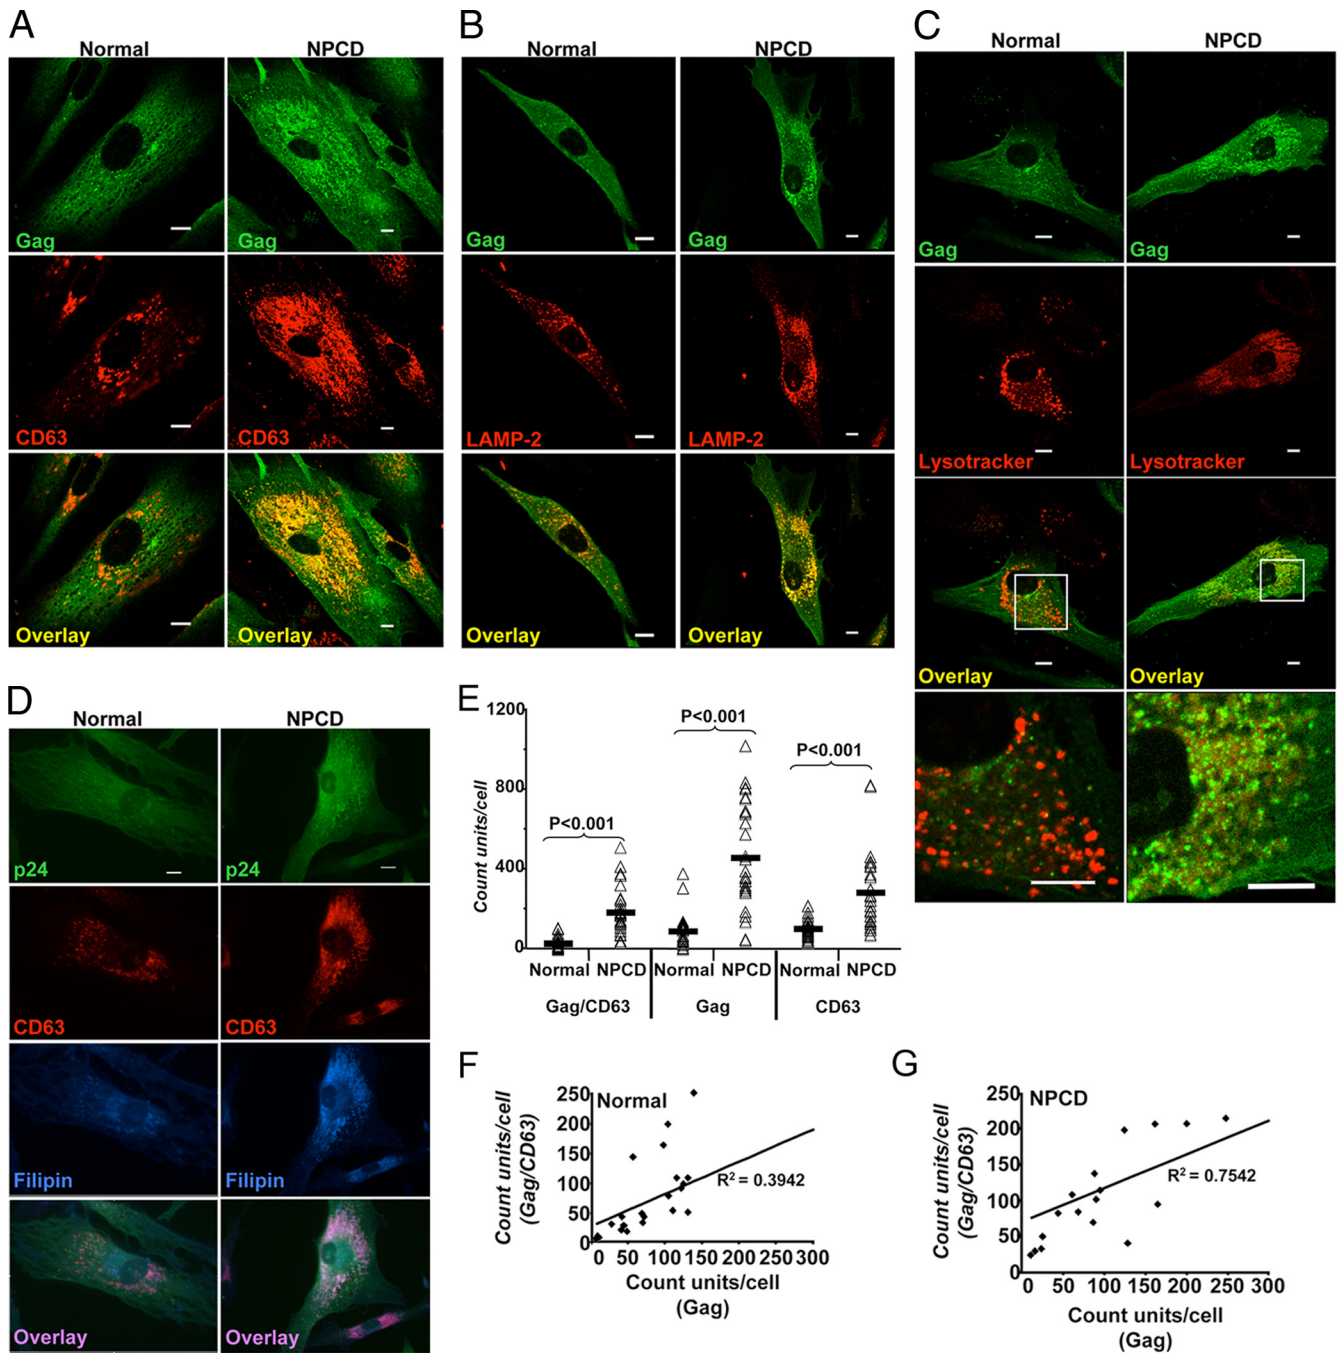 A
Normal NPCD
Gag Gag
CD63 CD63
Overlay Overlay
B
Normal NPCD
Gag Gag
LAMP-2 LAMP-2
Overlay Overlay
C
Normal NPCD
Gag Gag
Lysotracker Lysotracker
Overlay Overlay
D
Normal NPCD
p24 p24
CD63 CD63
Filipin Filipin
Overlay Overlay
E
1200
800
400
0
Count units/cell
P<0.001
P<0.001
P<0.001
Normal NPCD Normal NPCD Normal NPCD
Gag/CD63 Gag CD63
F
Normal
250
200
150
100
50
0
Count units/cell
(Gag/CD63)
R² = 0.3942
0 50 100 150 200 250 300
Count units/cell
(Gag)
G
NPCD
250
200
150
100
50
0
Count units/cell
(Gag/CD63)
R² = 0.7542
0 50 100 150 200 250 300
Count units/cell
(Gag)